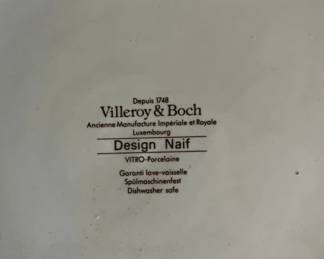 Depuis 1748
Villeroy & Boch
Ancienne Manufacture Impériale et Royale
Luxembourg
Design Naif
VITRO-Porcelaine
Garanti lave-vaisselle
Spülmaschinenfest
Dishwasher safe